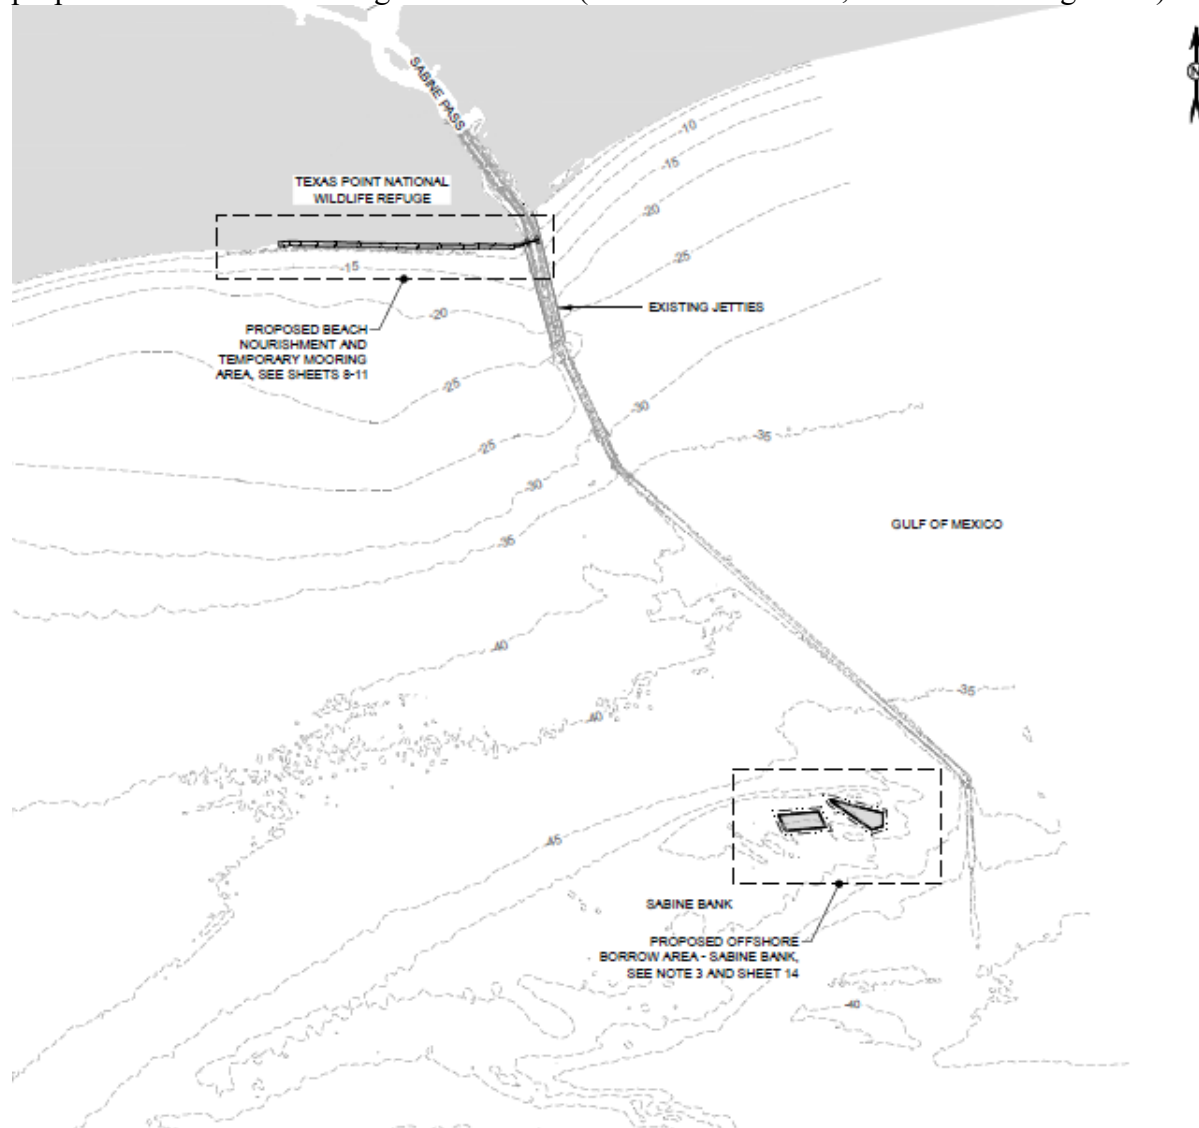 SABINE PASS
-10
-15
TEXAS POINT NATIONAL
WILDLIFE REFUGE
-20
-25
-15
EXISTING JETTIES
-20
PROPOSED BEACH
NOURISHMENT AND
TEMPORARY MOORING
AREA, SEE SHEETS 8-11
-25
-30
-35
-25
-30
GULF OF MEXICO
-35
-40
-35
-40
-45
SABINE BANK
PROPOSED OFFSHORE
BORROW AREA - SABINE BANK,
SEE NOTE 3 AND SHEET 14
-40
N